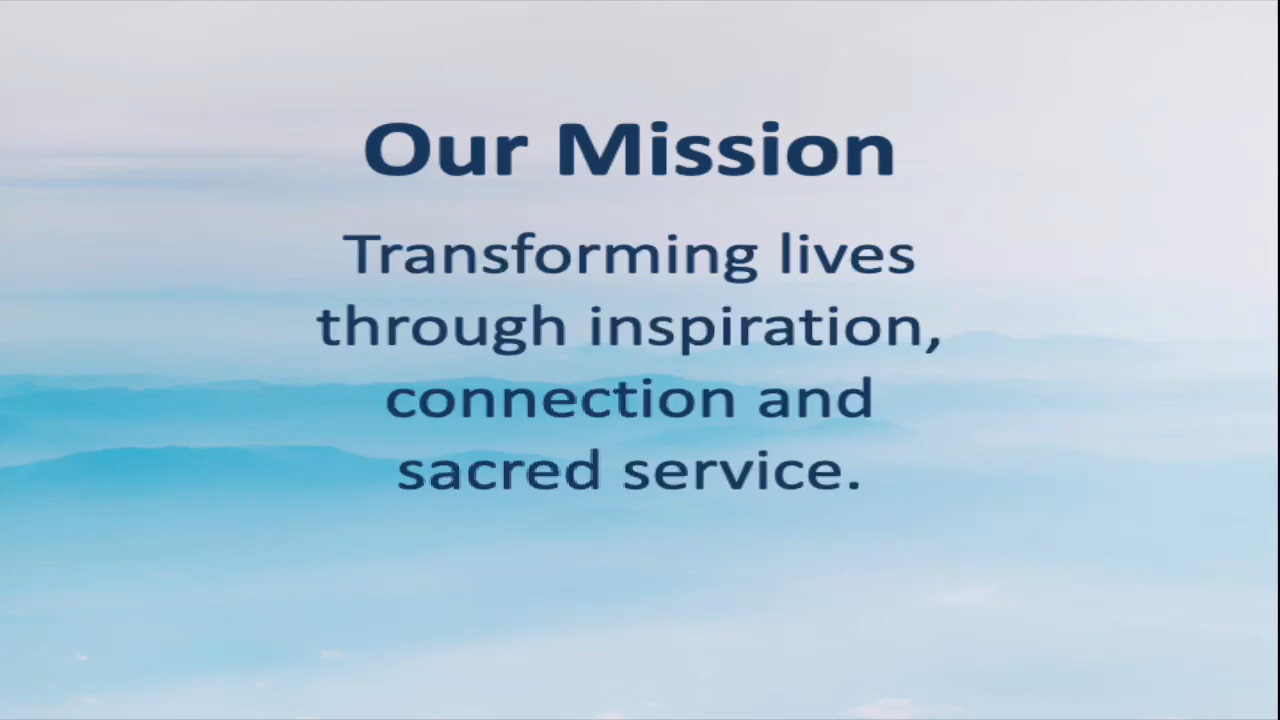 Our Mission
Transforming lives
through inspiration,
connection and
sacred service.